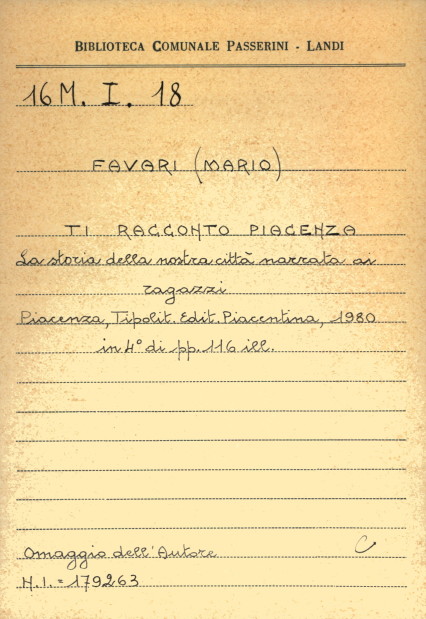 BIBLIOTECA COMUNALE PASSERINI - LANDI
16 M. I. 18
FAVARI (MARIO)
TI RACCONTO PIACENZA
La storia della nostra città narrata ai
ragazzi
Piacenza, Tipolit. Edit. Piacentina, 1980
in 4° di pp. 116 ill.
Omaggio dell'Autore
C
N.I. = 179263